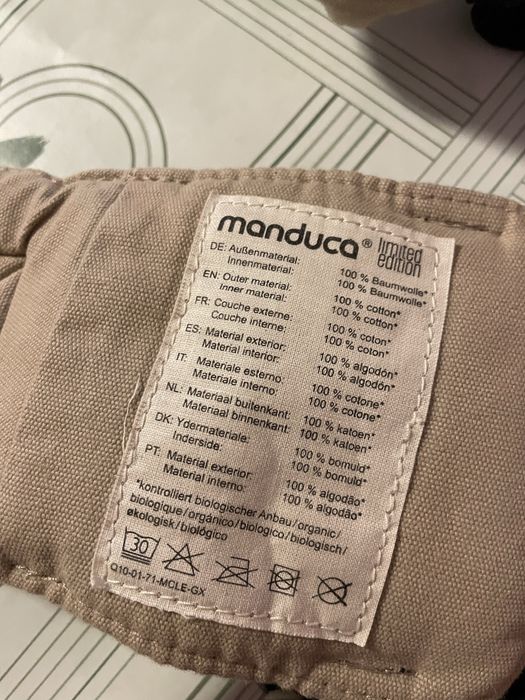 manduca® limited edition
DE: Außenmaterial: 100 % Baumwolle*
Innenmaterial: 100 % Baumwolle*
EN: Outer material: 100 % cotton*
Inner material: 100 % cotton*
FR: Couche externe: 100 % coton*
Couche interne: 100 % coton*
ES: Material exterior: 100 % algodón*
Material interior: 100 % algodón*
IT: Materiale esterno: 100 % cotone*
Materiale interno: 100 % cotone*
NL: Materiaal buitenkant: 100 % katoen*
Materiaal binnenkant: 100 % katoen*
DK: Ydermateriale: 100 % bomuld*
Inderside: 100 % bomuld*
PT: Material exterior: 100 % algodão*
Material interno: 100 % algodão*
*kontrolliert biologischer Anbau/organic/
biologique/orgánico/biologico/biologisch/
økologisk/biológico
30
Q10-01-71-MCLE-GX